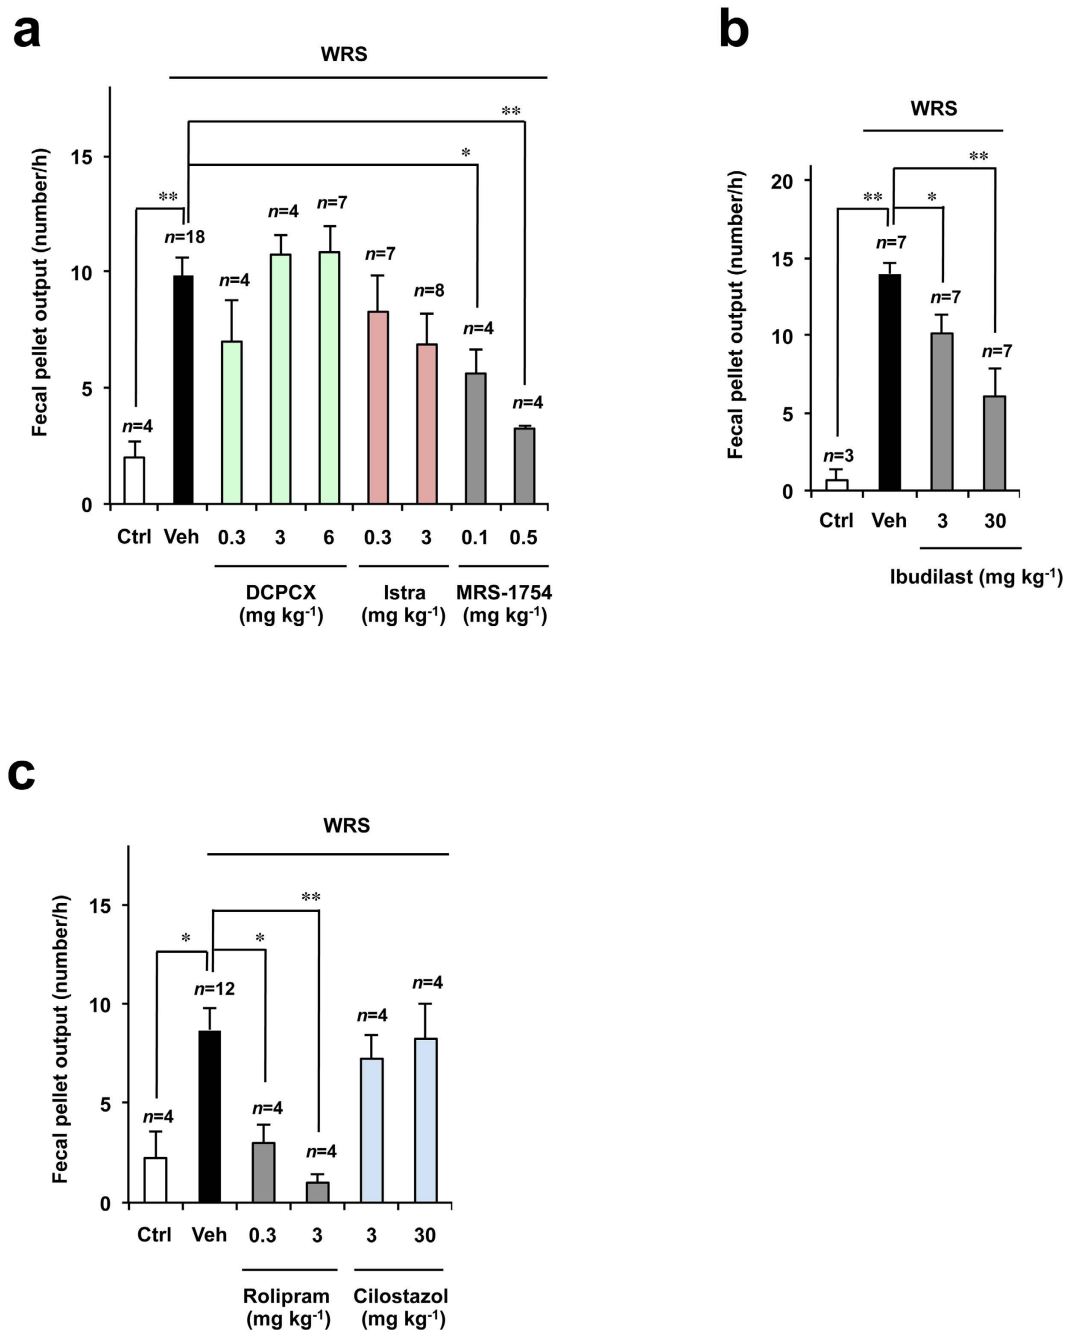 a
WRS
Fecal pellet output (number/h)
15
10
5
0
**
*
**
n=4
n=18
n=4
n=4
n=7
n=7
n=8
n=4
n=4
Ctrl Veh 0.3 3 6 0.3 3 0.1 0.5
DCPCX Istra MRS-1754
(mg kg-1) (mg kg-1) (mg kg-1)
b
WRS
Fecal pellet output (number/h)
20
15
10
5
0
**
*
**
n=3
n=7
n=7
n=7
Ctrl Veh 3 30
Ibudilast (mg kg-1)
c
WRS
Fecal pellet output (number/h)
15
10
5
0
**
*
*
n=4
n=12
n=4
n=4
n=4
n=4
Ctrl Veh 0.3 3 3 30
Rolipram Cilostazol
(mg kg-1) (mg kg-1)